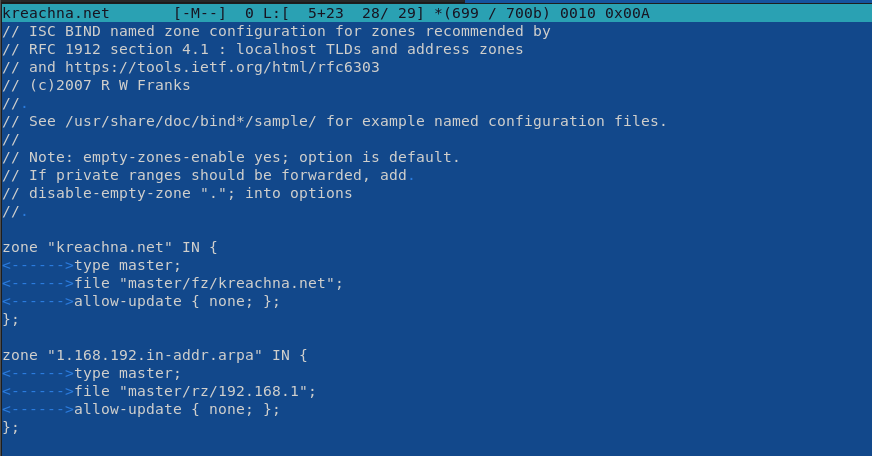 kreachna.net [-M--] 0 L:[ 5+23 28/ 29] *(699 / 700b) 0010 0x00A
// ISC BIND named zone configuration for zones recommended by
// RFC 1912 section 4.1 : localhost TLDs and address zones
// and https://tools.ietf.org/html/rfc6303
// (c)2007 R W Franks
//.
// See /usr/share/doc/bind*/sample/ for example named configuration files.
//
// Note: empty-zones-enable yes; option is default.
// If private ranges should be forwarded, add.
// disable-empty-zone "."; into options
//.
zone "kreachna.net" IN {
<------>type master;
<------>file "master/fz/kreachna.net";
<------>allow-update { none; };
};
zone "1.168.192.in-addr.arpa" IN {
<------>type master;
<------>file "master/rz/192.168.1";
<------>allow-update { none; };
};